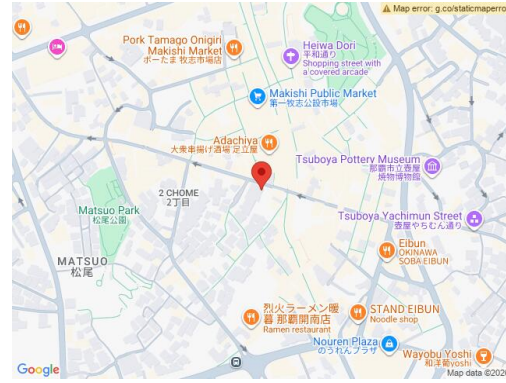 Map error: g.co/staticmaperro
Pork Tamago Onigiri
Makishi Market
ポーたま 牧志市場店
Heiwa Dori
平和通り
Shopping street with
a covered arcade
Makishi Public Market
第一牧志公設市場
Adachiya
大衆串揚げ酒場 足立屋
Tsuboya Pottery Museum
那覇市立壺屋
焼物博物館
2 CHOME
2丁目
Matsuo Park
松尾公園
Tsuboya Yachimun Street
壺屋やちむん通り
MATSUO
松尾
Eibun
OKINAWA
SOBA EIBUN
烈火ラーメン暖
暮 那覇開南店
Ramen restaurant
STAND EIBUN
Noodle shop
Nouren Plaza
のうれんプラザ
Wayobu Yoshi
和洋葡yoshi
Google
Map data ©2026